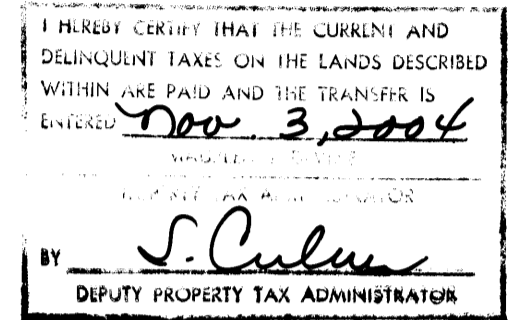 I HEREBY CERTIFY THAT THE CURRENT AND
DELINQUENT TAXES ON THE LANDS DESCRIBED
WITHIN ARE PAID AND THE TRANSFER IS
ENTERED Nov. 3, 2004
TAX
BY S.
DEPUTY PROPERTY TAX ADMINISTRATOR